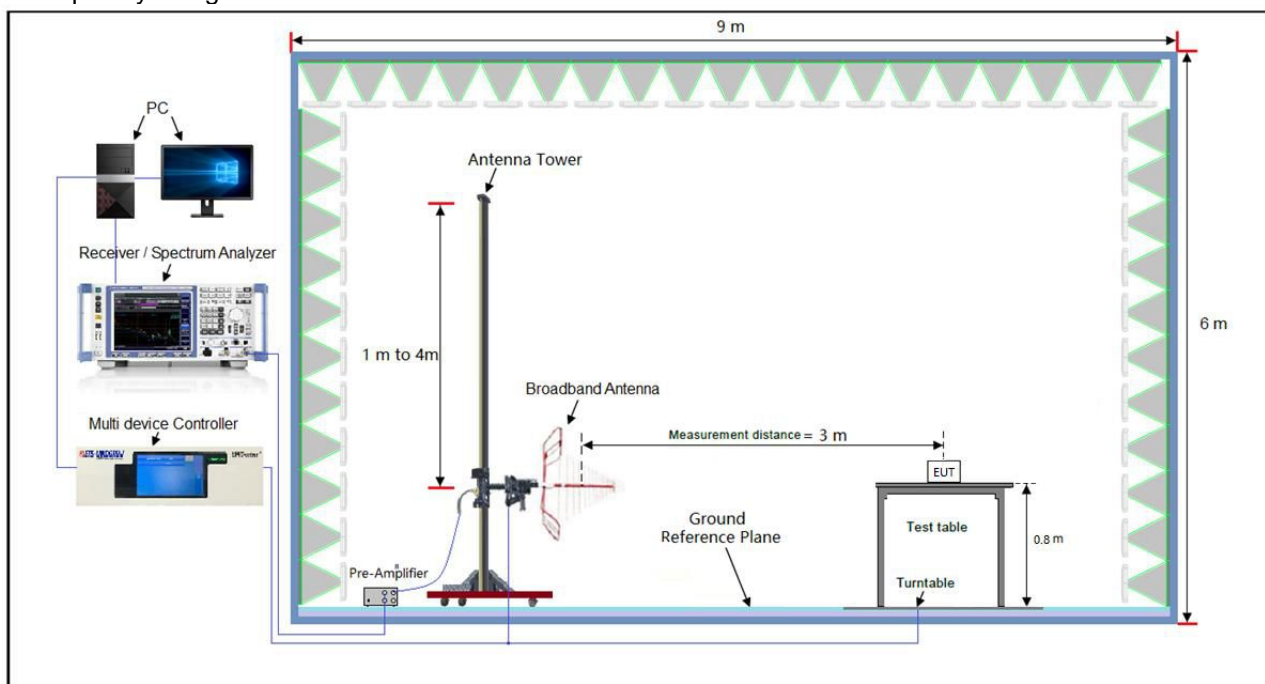 9 m
PC
Antenna Tower
Receiver / Spectrum Analyzer
6 m
1 m to 4m
Broadband Antenna
Multi device Controller
Measurement distance = 3 m
EUT
Ground
Reference Plane
Test table
0.8 m
Pre-Amplifier
Turntable